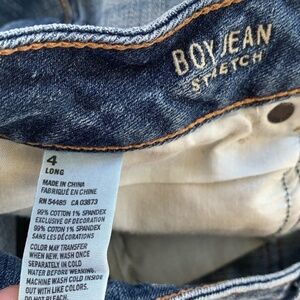 BOY JEAN
STRETCH
4
LONG
MADE IN CHINA
FABRIQUÉ EN CHINE
RN 54485 CA 03873
99% COTTON 1% SPANDEX
EXCLUSIVE OF DECORATION
99% COTON 1% SPANDEX
SANS LES DÉCORATIONS
COLOR MAY TRANSFER
WHEN NEW. WASH ONCE
SEPARATELY IN COLD
WATER BEFORE WEARING.
MACHINE WASH COLD INSIDE
OUT WITH LIKE COLORS.
DO NOT BLEACH.